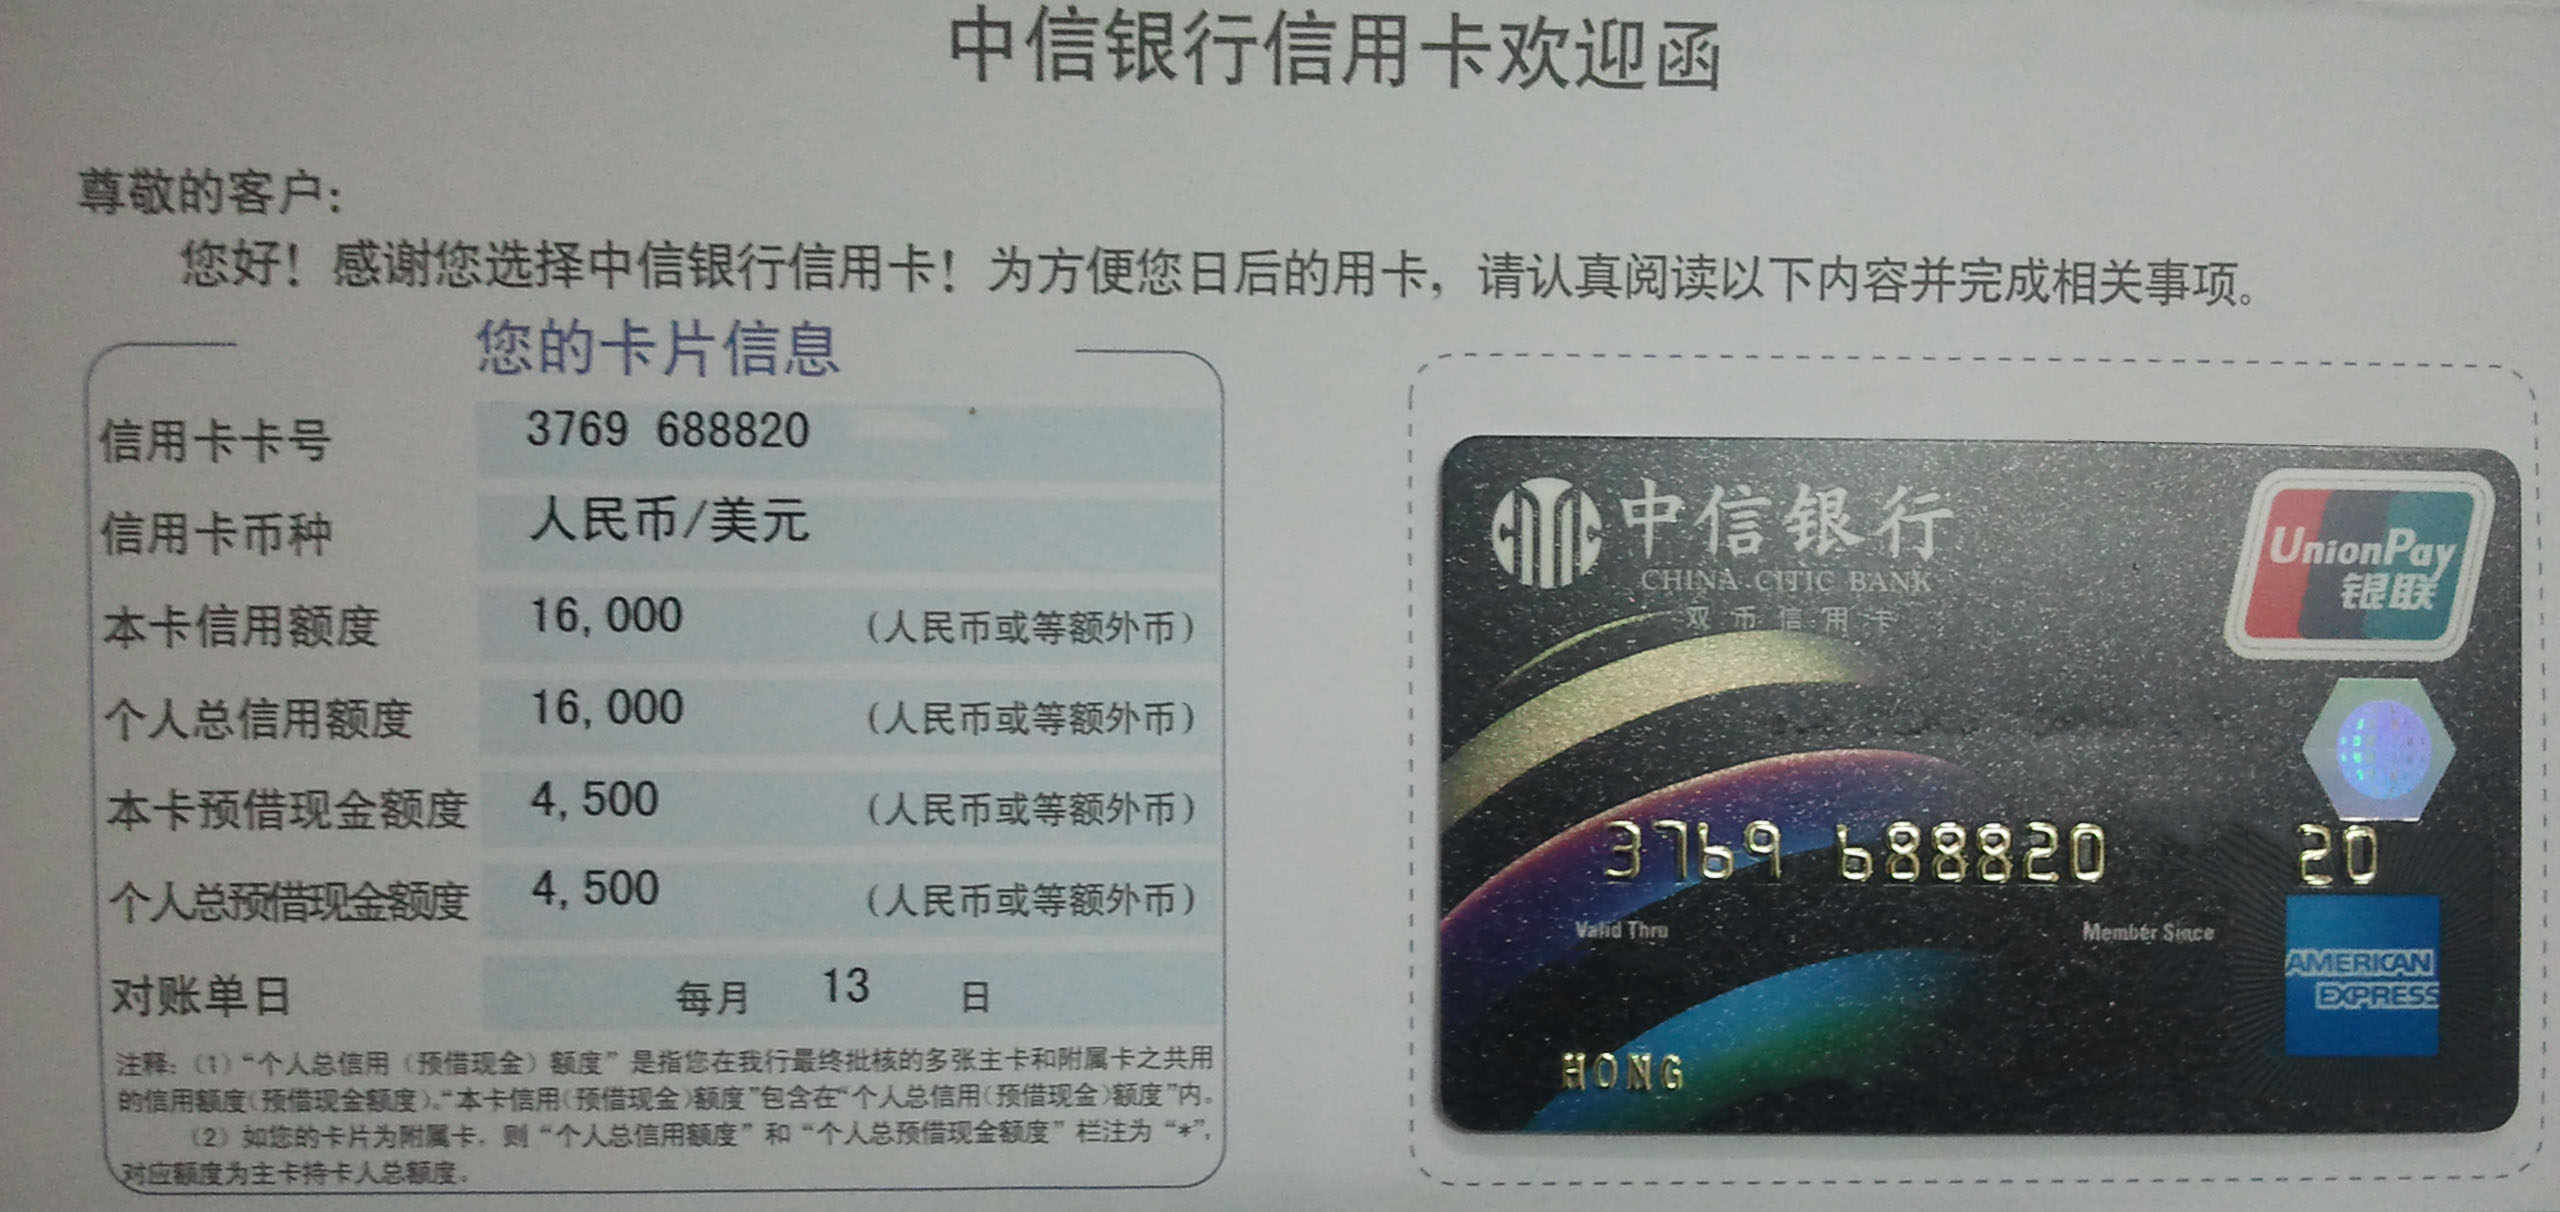 中信银行信用卡欢迎函
尊敬的客户：
您好！感谢您选择中信银行信用卡！为方便您日后的用卡，请认真阅读以下内容并完成相关事项。
您的卡片信息
信用卡卡号 3769 688820
信用卡币种 人民币/美元
本卡信用额度 16,000 （人民币或等额外币）
个人总信用额度 16,000 （人民币或等额外币）
本卡预借现金额度 4,500 （人民币或等额外币）
个人总预借现金额度 4,500 （人民币或等额外币）
对账单日 每月 13 日
注释：（1）“个人总信用（预借现金）额度”是指您在我行最终批核的多张主卡和附属卡之共用
的信用额度（预借现金额度）。“本卡信用（预借现金）额度”包含在“个人总信用（预借现金）额度”内。
（2）如您的卡片为附属卡，则“个人总信用额度”和“个人总预借现金额度”栏注为“*”，
对应额度为主卡持卡人总额度。
CITIC 中信银行
CHINA CITIC BANK
双币信用卡
UnionPay
银联
3769 688820 20
Valid Thru Member Since
AMERICAN
EXPRESS
HONG